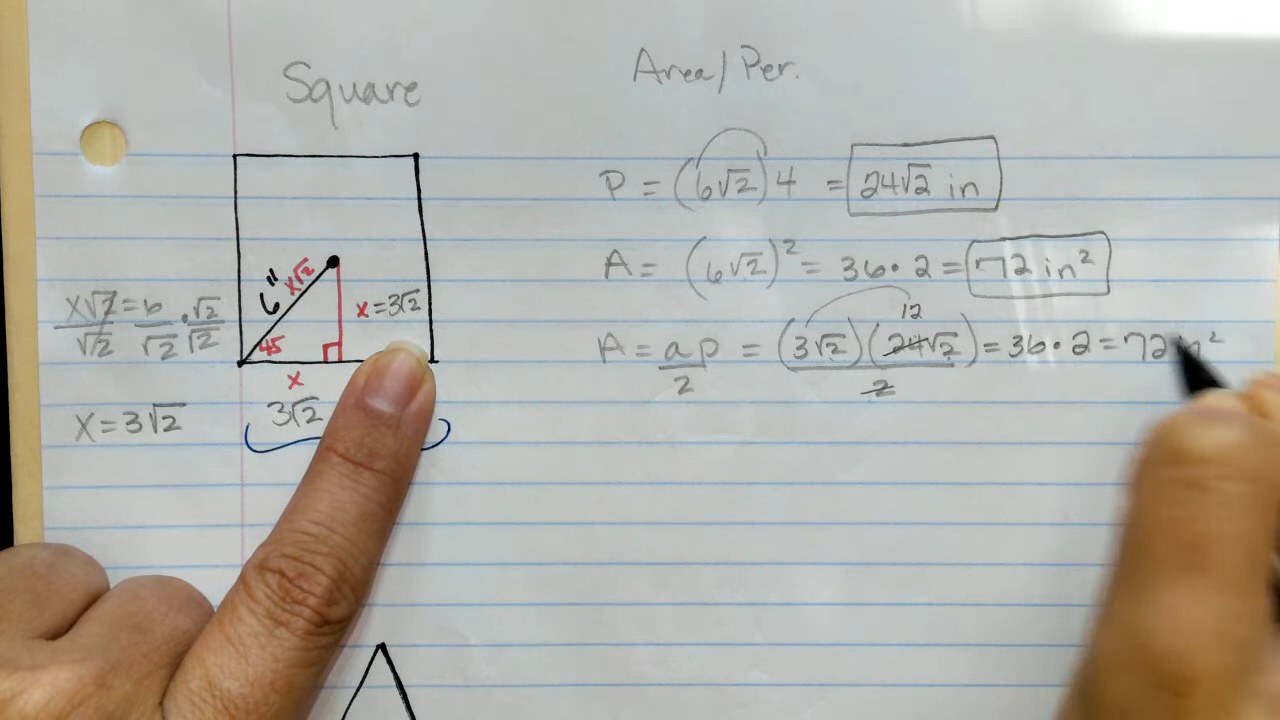 Square
Area/Per.
P = (6√2)4 = 24√2 in
A = (6√2)² = 36·2 = 72 in²
6"
x√2
x=3√2
45
x
3√2
x√2/√2 = 6/√2 · √2/√2
x = 3√2
12
A = ap/2 = (3√2)(24√2)/2 = 36·2 = 72 in²